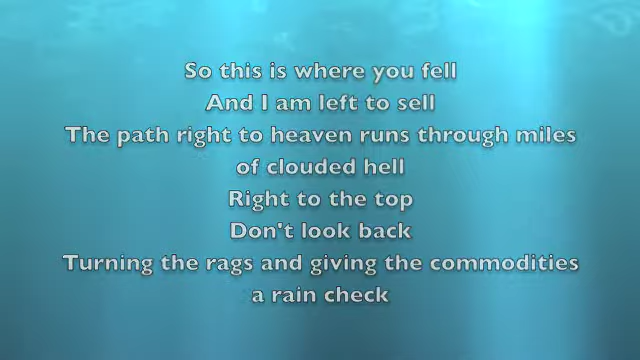 So this is where you fell
And I am left to sell
The path right to heaven runs through miles
of clouded hell
Right to the top
Don't look back
Turning the rags and giving the commodities
a rain check